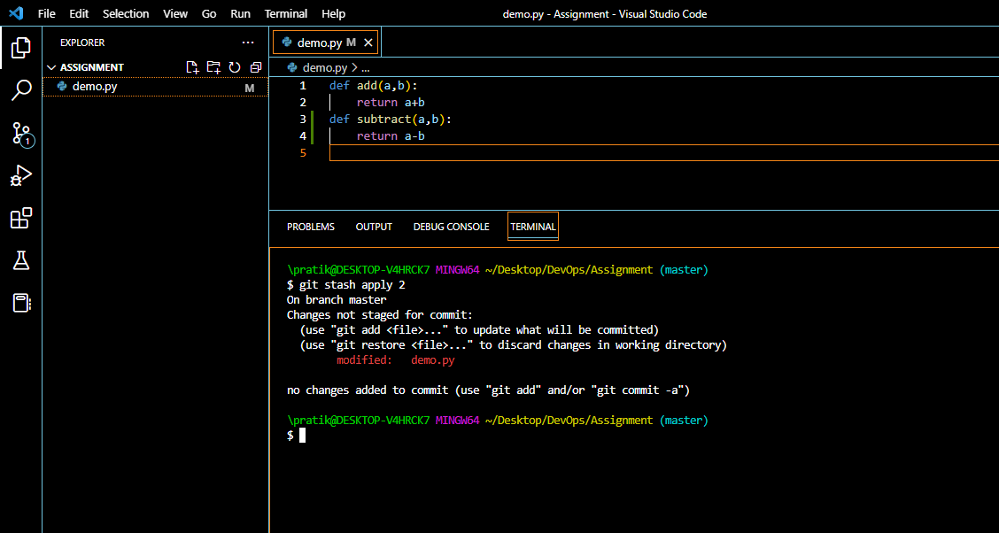 File Edit Selection View Go Run Terminal Help demo.py - Assignment - Visual Studio Code
EXPLORER ...
ASSIGNMENT
demo.py M
1
demo.py M
demo.py > ...
1 def add(a,b):
2 return a+b
3 def subtract(a,b):
4 return a-b
5
PROBLEMS OUTPUT DEBUG CONSOLE TERMINAL
\pratik@DESKTOP-V4HRCK7 MINGW64 ~/Desktop/DevOps/Assignment (master)
$ git stash apply 2
On branch master
Changes not staged for commit:
(use "git add <file>..." to update what will be committed)
(use "git restore <file>..." to discard changes in working directory)
modified: demo.py
no changes added to commit (use "git add" and/or "git commit -a")
\pratik@DESKTOP-V4HRCK7 MINGW64 ~/Desktop/DevOps/Assignment (master)
$